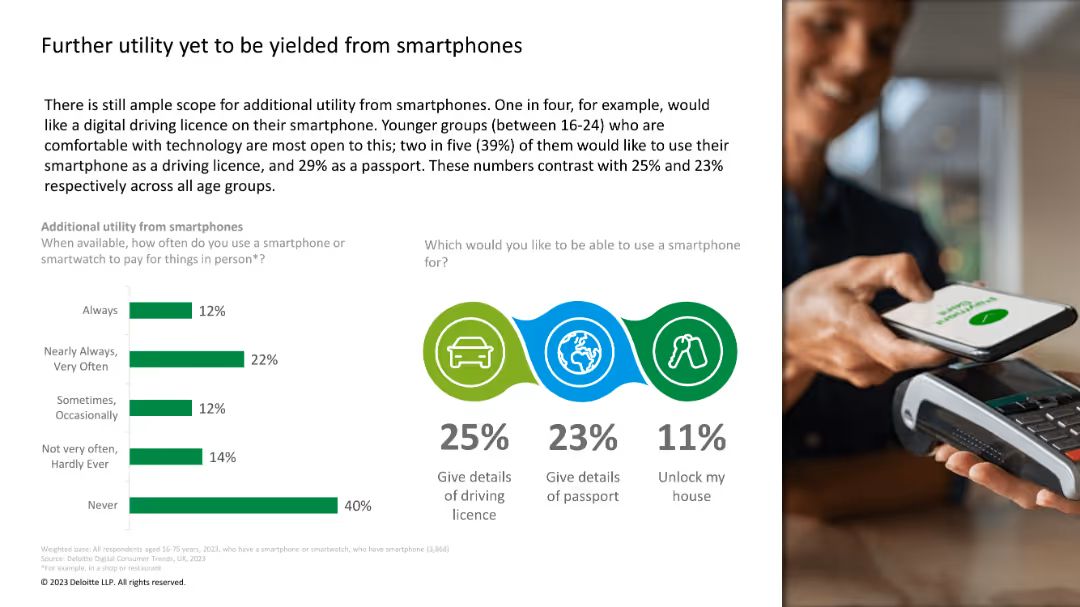 Further utility yet to be yielded from smartphones
There is still ample scope for additional utility from smartphones. One in four, for example, would
like a digital driving licence on their smartphone. Younger groups (between 16-24) who are
comfortable with technology are most open to this; two in five (39%) of them would like to use their
smartphone as a driving licence, and 29% as a passport. These numbers contrast with 25% and 23%
respectively across all age groups.
Additional utility from smartphones
When available, how often do you use a smartphone or
smartwatch to pay for things in person*?
Always
12%
Nearly Always,
Very Often
22%
Sometimes,
Occasionally
12%
Not very often,
Hardly Ever
14%
Never
40%
Which would you like to be able to use a smartphone
for?
25%
Give details
of driving
licence
23%
Give details
of passport
11%
Unlock my
house
Weighted base: All respondents aged 16-75 years, 2023, who have a smartphone or smartwatch, who have smartphone
Source: Deloitte Digital Consumer Trends, UK, 2023
*For example, in a shop or restaurant
© 2023 Deloitte LLP. All rights reserved.
Payment